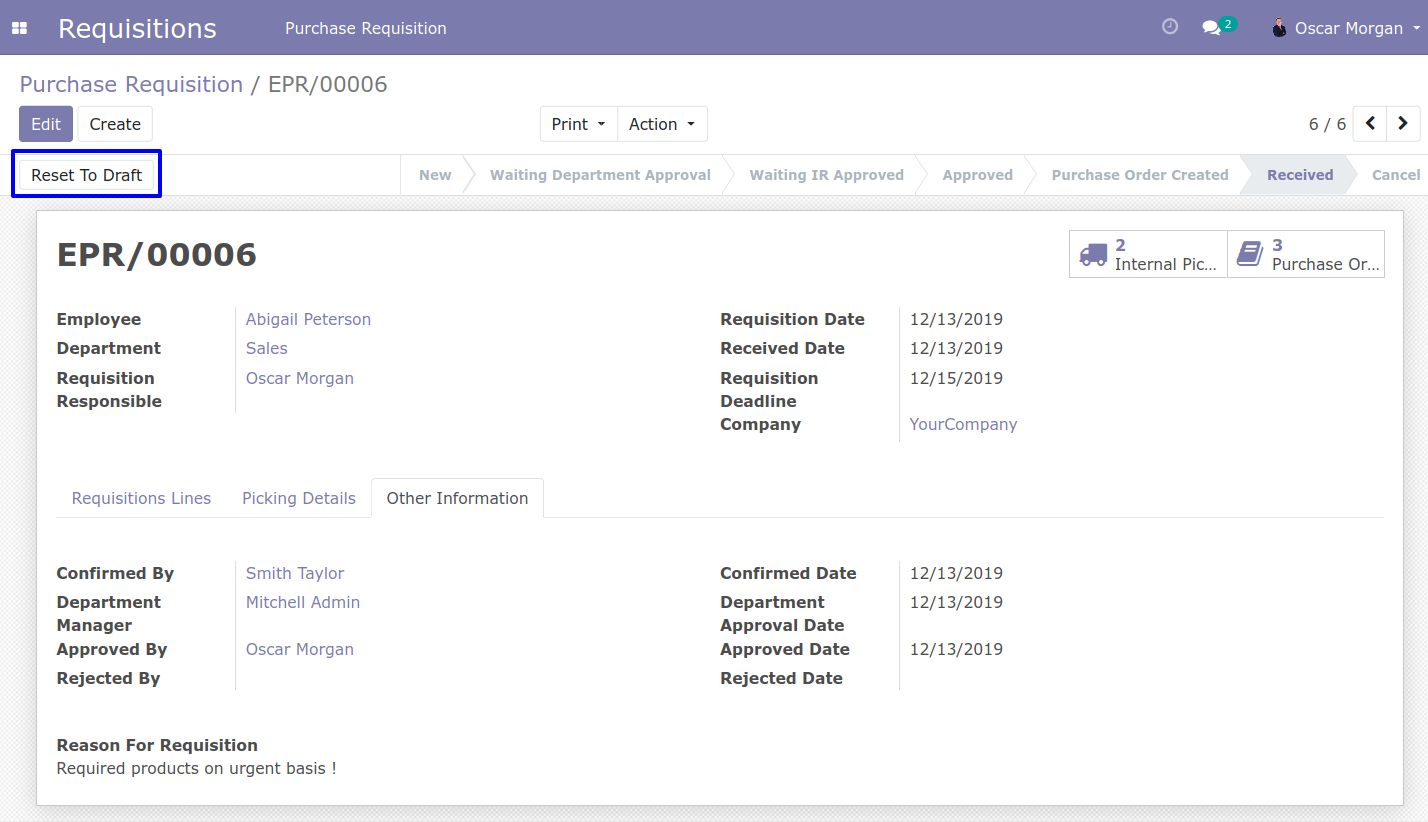 Requisitions Purchase Requisition 2 Oscar Morgan
Purchase Requisition / EPR/00006
Edit Create Print Action 6 / 6
Reset To Draft New Waiting Department Approval Waiting IR Approved Approved Purchase Order Created Received Cancel
EPR/00006
2
Internal Pic...
3
Purchase Or...
Employee Abigail Peterson
Department Sales
Requisition Oscar Morgan
Responsible
Requisition Date 12/13/2019
Received Date 12/13/2019
Requisition 12/15/2019
Deadline
Company YourCompany
Requisitions Lines Picking Details Other Information
Confirmed By Smith Taylor
Department Mitchell Admin
Manager
Approved By Oscar Morgan
Rejected By
Confirmed Date 12/13/2019
Department 12/13/2019
Approval Date
Approved Date 12/13/2019
Rejected Date
Reason For Requisition
Required products on urgent basis !